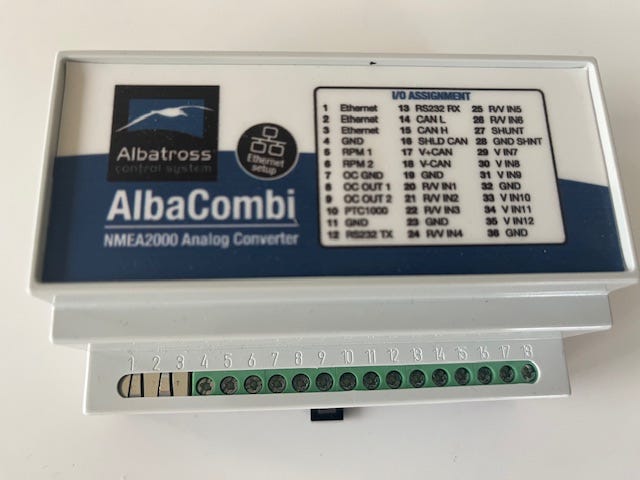 Albatross
control system
Ethernet
setup
AlbaCombi
NMEA2000 Analog Converter
I/O ASSIGNMENT
1 Ethernet 13 RS232 RX 25 R/V IN5
2 Ethernet 14 CAN L 26 R/V IN6
3 Ethernet 15 CAN H 27 SHUNT
4 GND 16 SHLD CAN 28 GND SHNT
5 RPM 1 17 V+CAN 29 V IN7
6 RPM 2 18 V-CAN 30 V IN8
7 OC GND 19 GND 31 V IN9
8 OC OUT 1 20 R/V IN1 32 GND
9 OC OUT 2 21 R/V IN2 33 V IN10
10 PTC1000 22 R/V IN3 34 V IN11
11 GND 23 GND 35 V IN12
12 RS232 TX 24 R/V IN4 36 GND
1 2 3 4 5 6 7 8 9 10 11 12 13 14 15 16 17 18